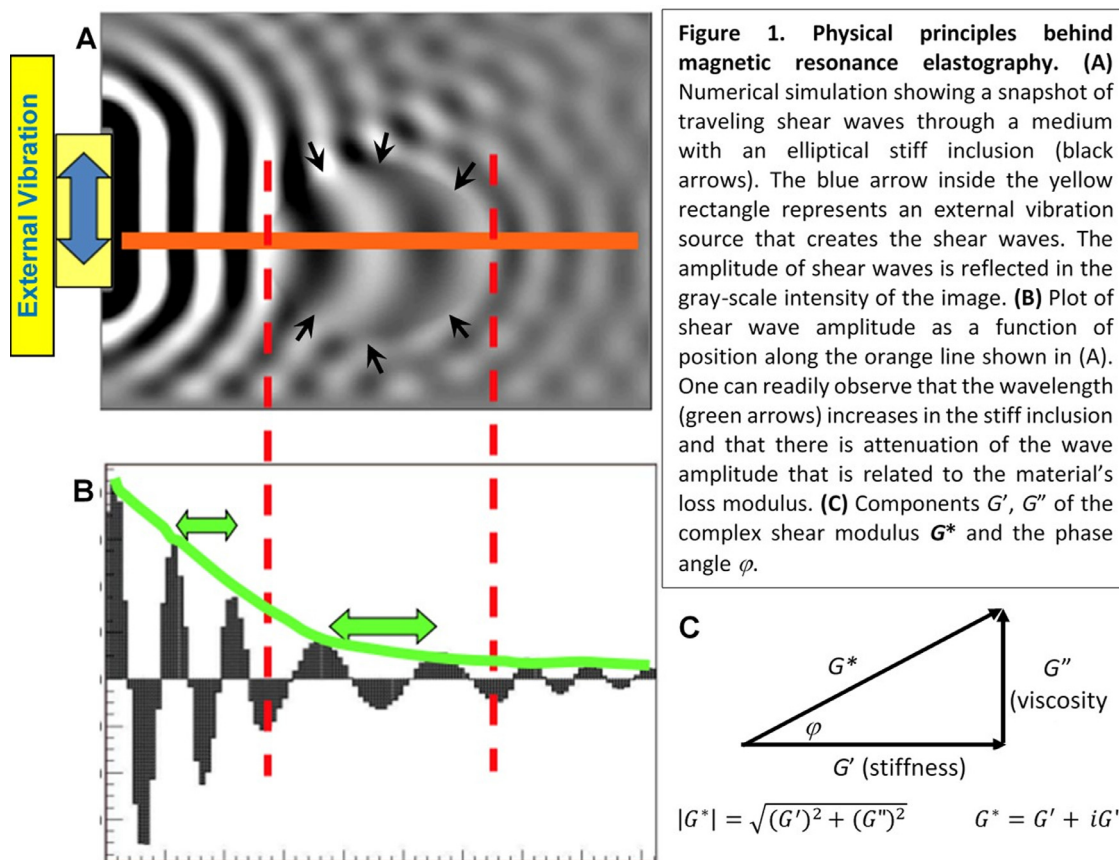 A
External Vibration
Figure 1. Physical principles behind
magnetic resonance elastography. (A)
Numerical simulation showing a snapshot of
traveling shear waves through a medium
with an elliptical stiff inclusion (black
arrows). The blue arrow inside the yellow
rectangle represents an external vibration
source that creates the shear waves. The
amplitude of shear waves is reflected in the
gray-scale intensity of the image. (B) Plot of
shear wave amplitude as a function of
position along the orange line shown in (A).
One can readily observe that the wavelength
(green arrows) increases in the stiff inclusion
and that there is attenuation of the wave
amplitude that is related to the material's
loss modulus. (C) Components G', G" of the
complex shear modulus G* and the phase
angle φ.
B
C
G*
G"
(viscosity
φ
G' (stiffness)
|G*| = √(G')² + (G")² G* = G' + iG'